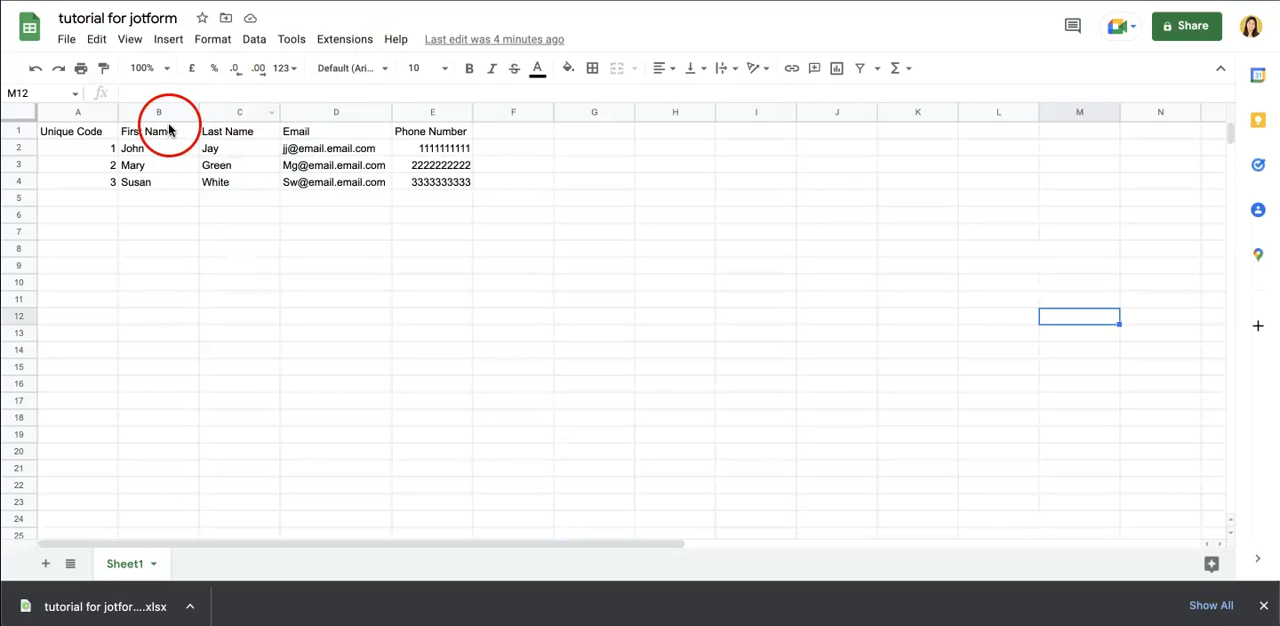 tutorial for jotform
File Edit View Insert Format Data Tools Extensions Help Last edit was 4 minutes ago
Share
100% £ % .0 .00 123 Default (Ari... 10 B I S A Σ
M12 fx
A B C D E F G H I J K L M N
1 Unique Code First Name Last Name Email Phone Number
2 1 John Jay jj@email.email.com 1111111111
3 2 Mary Green Mg@email.email.com 2222222222
4 3 Susan White Sw@email.email.com 3333333333
5
6
7
8
9
10
11
12
13
14
15
16
17
18
19
20
21
22
23
24
25
+ Sheet1
tutorial for jotfor....xlsx Show All